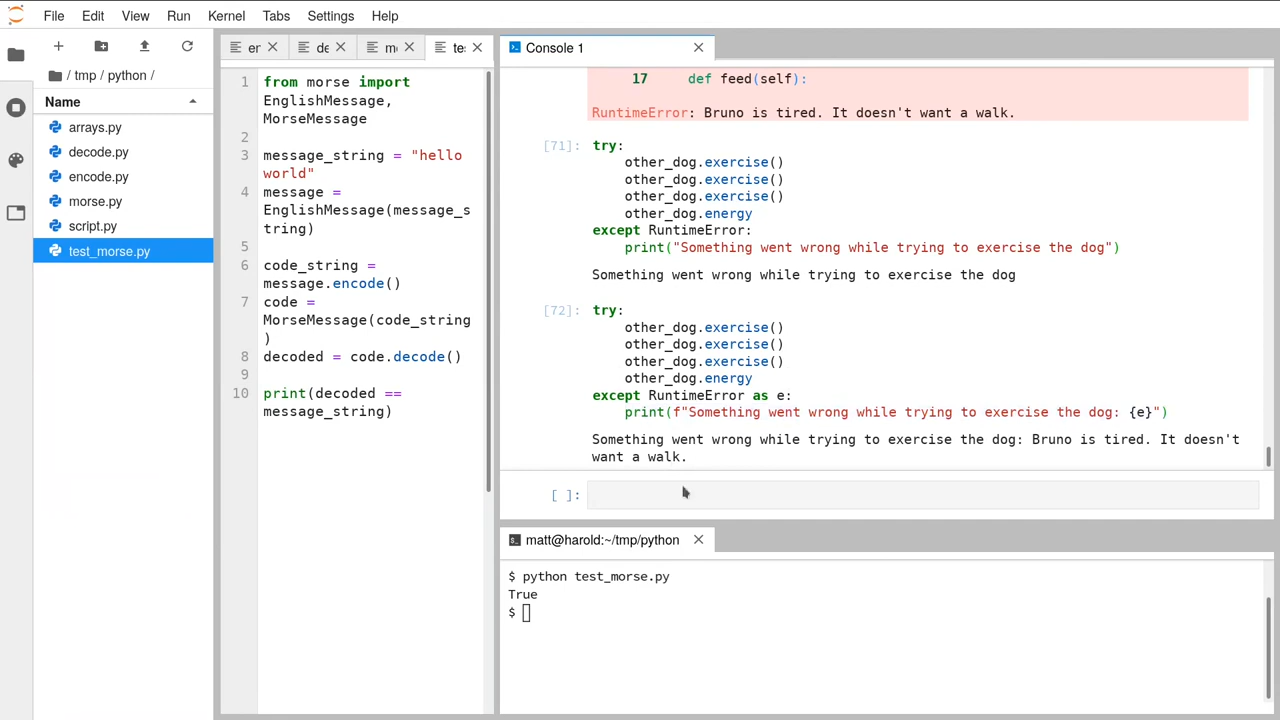 File Edit View Run Kernel Tabs Settings Help
/ tmp / python /
Name
arrays.py
decode.py
encode.py
morse.py
script.py
test_morse.py
er
de
m
te
1 from morse import
EnglishMessage,
MorseMessage
2
3 message_string = "hello
world"
4 message =
EnglishMessage(message_s
tring)
5
6 code_string =
message.encode()
7 code =
MorseMessage(code_string
)
8 decoded = code.decode()
9
10 print(decoded ==
message_string)
Console 1
17 def feed(self):
RuntimeError: Bruno is tired. It doesn't want a walk.
[71]: try:
other_dog.exercise()
other_dog.exercise()
other_dog.exercise()
other_dog.energy
except RuntimeError:
print("Something went wrong while trying to exercise the dog")
Something went wrong while trying to exercise the dog
[72]: try:
other_dog.exercise()
other_dog.exercise()
other_dog.exercise()
other_dog.energy
except RuntimeError as e:
print(f"Something went wrong while trying to exercise the dog: {e}")
Something went wrong while trying to exercise the dog: Bruno is tired. It doesn't
want a walk.
[ ]:
matt@harold:~/tmp/python
$ python test_morse.py
True
$